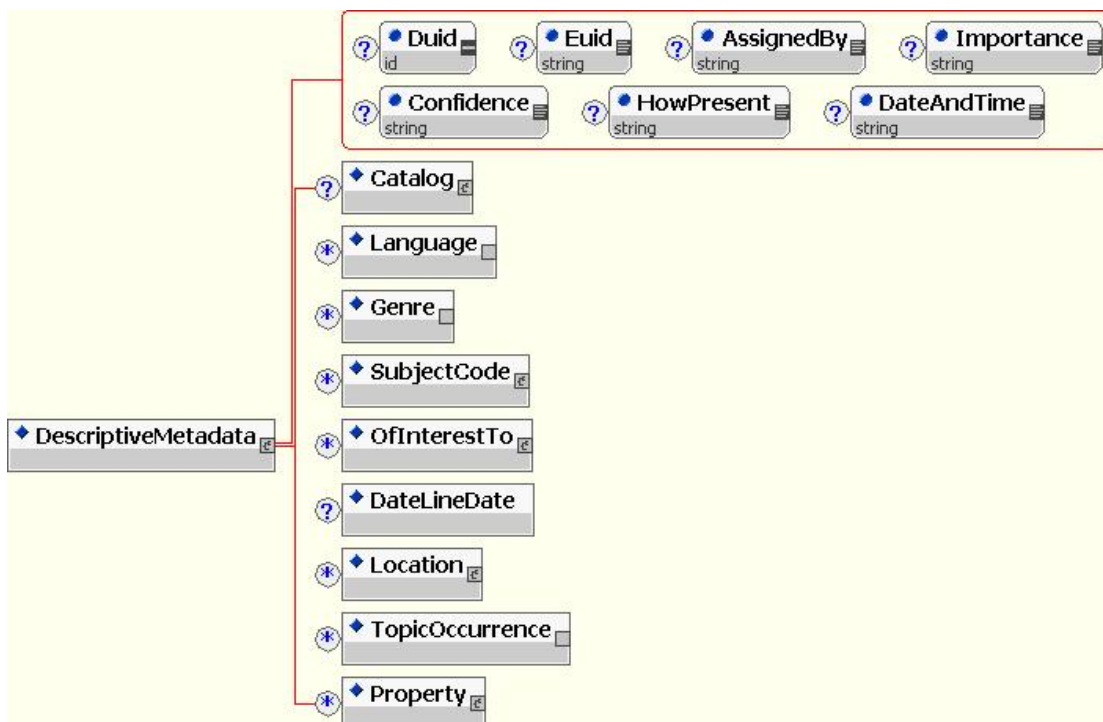 ? Duid ? Euid ? AssignedBy ? Importance
id string string string
? Confidence ? HowPresent ? DateAndTime
string string string
? Catalog
* Language
* Genre
* SubjectCode
DescriptiveMetadata
* OfInterestTo
? DateLineDate
* Location
* TopicOccurrence
* Property